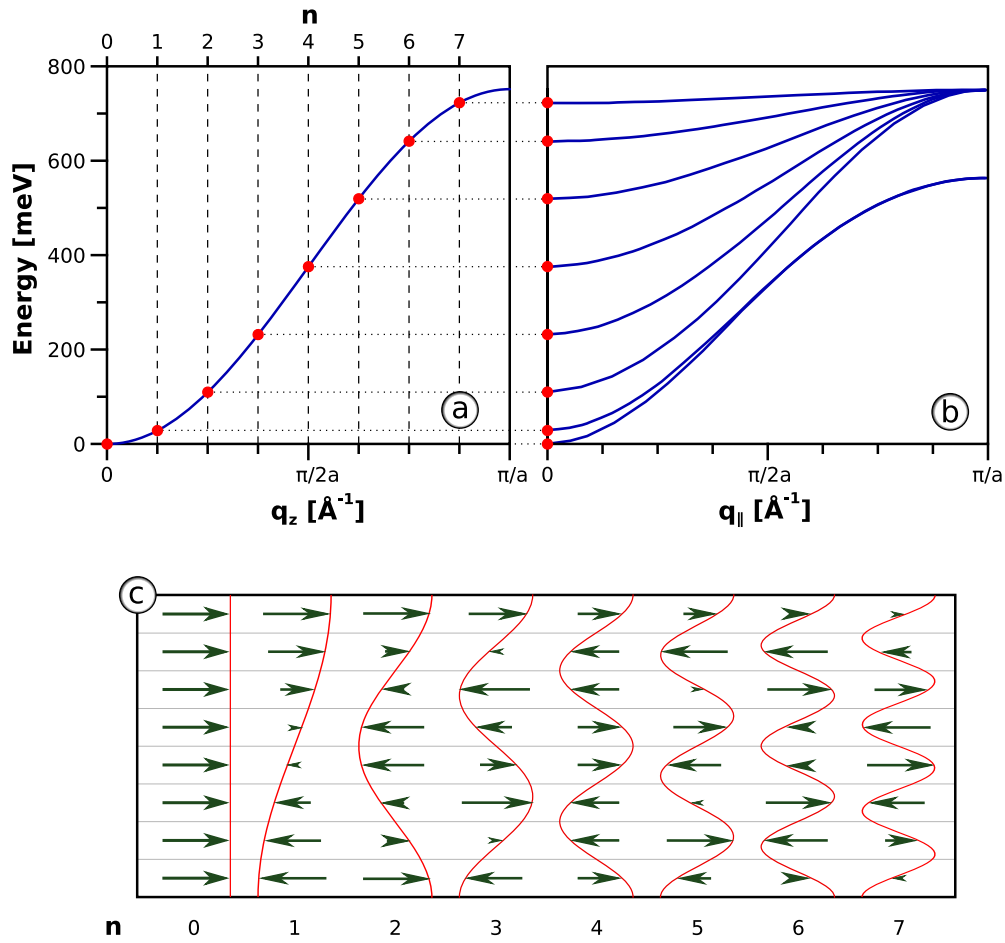 n
0 1 2 3 4 5 6 7
800
600
400
200
0
Energy [meV]
a
b
0 π/2a π/a
0 π/2a π/a
q_z [Å⁻¹]
q_∥ [Å⁻¹]
c
n 0 1 2 3 4 5 6 7